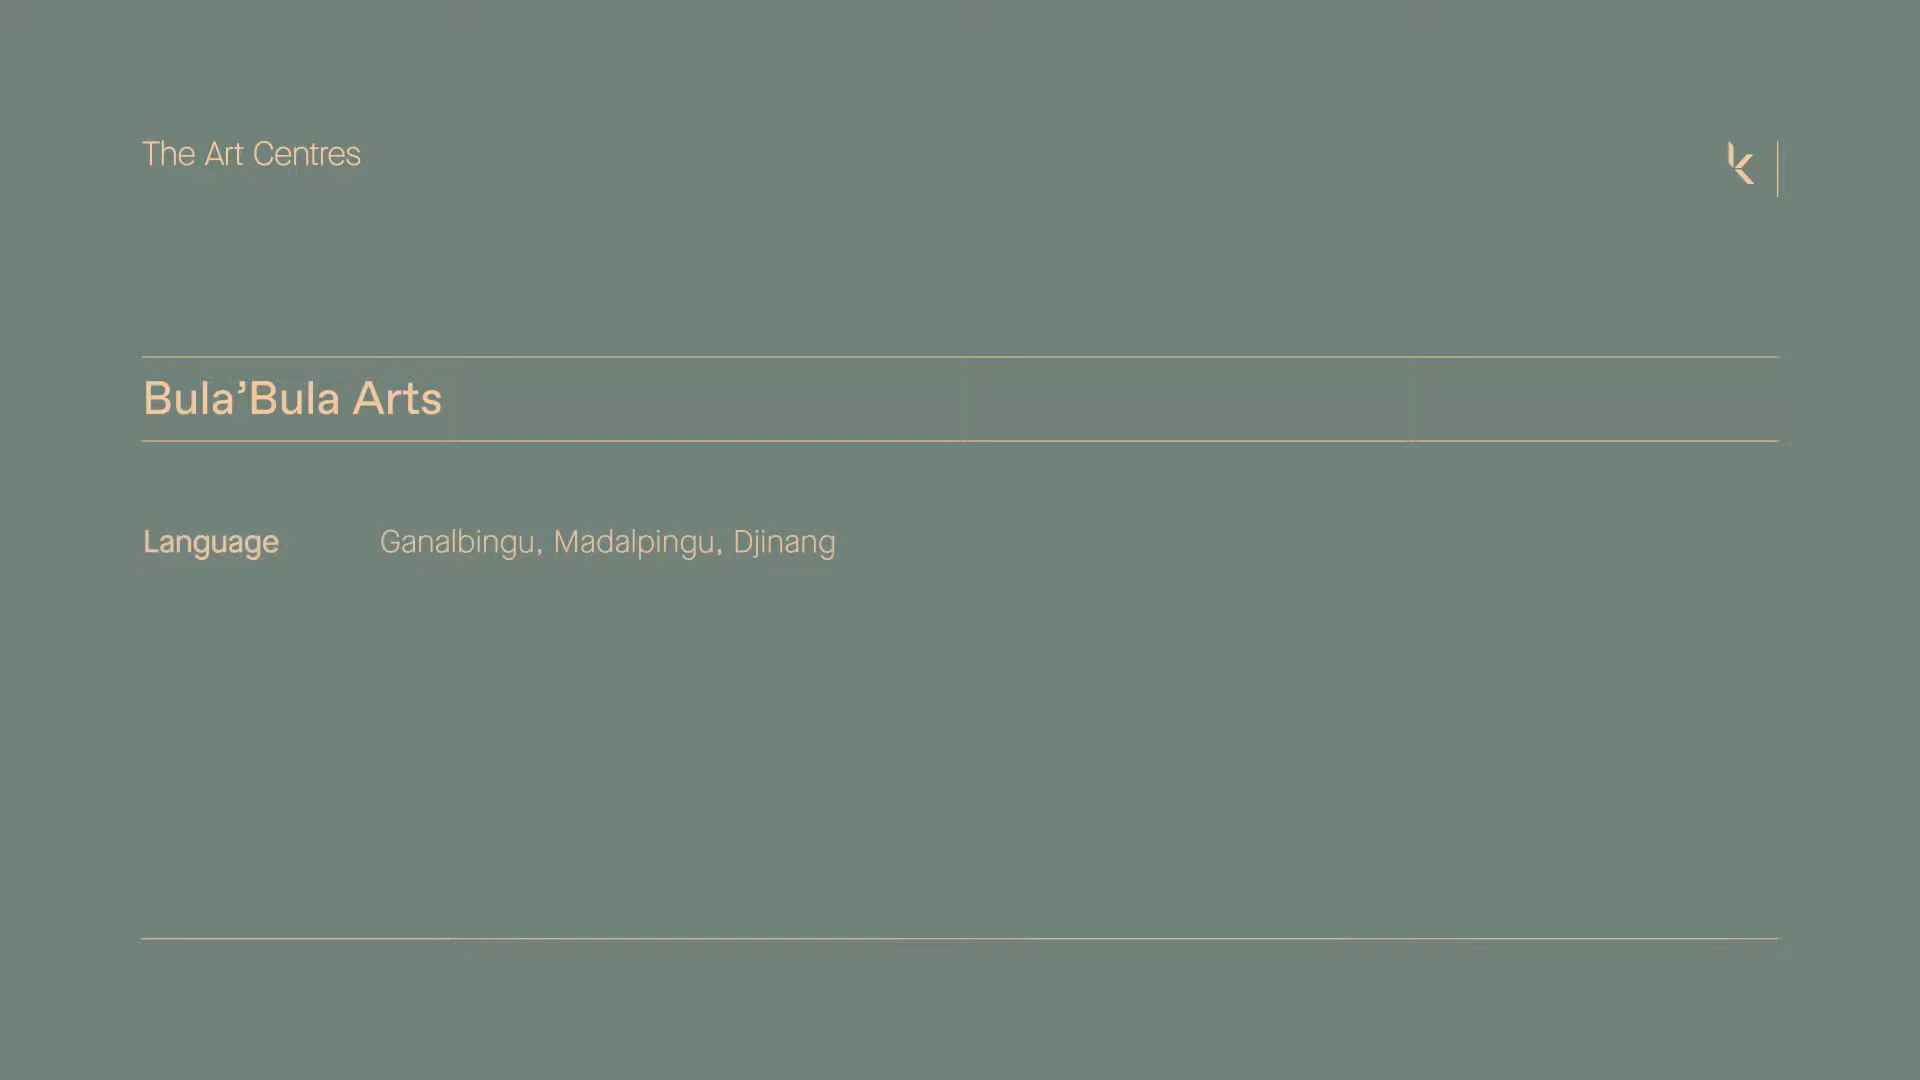 The Art Centres
k
Bula’Bula Arts
Language Ganalbingu, Madalpingu, Djinang